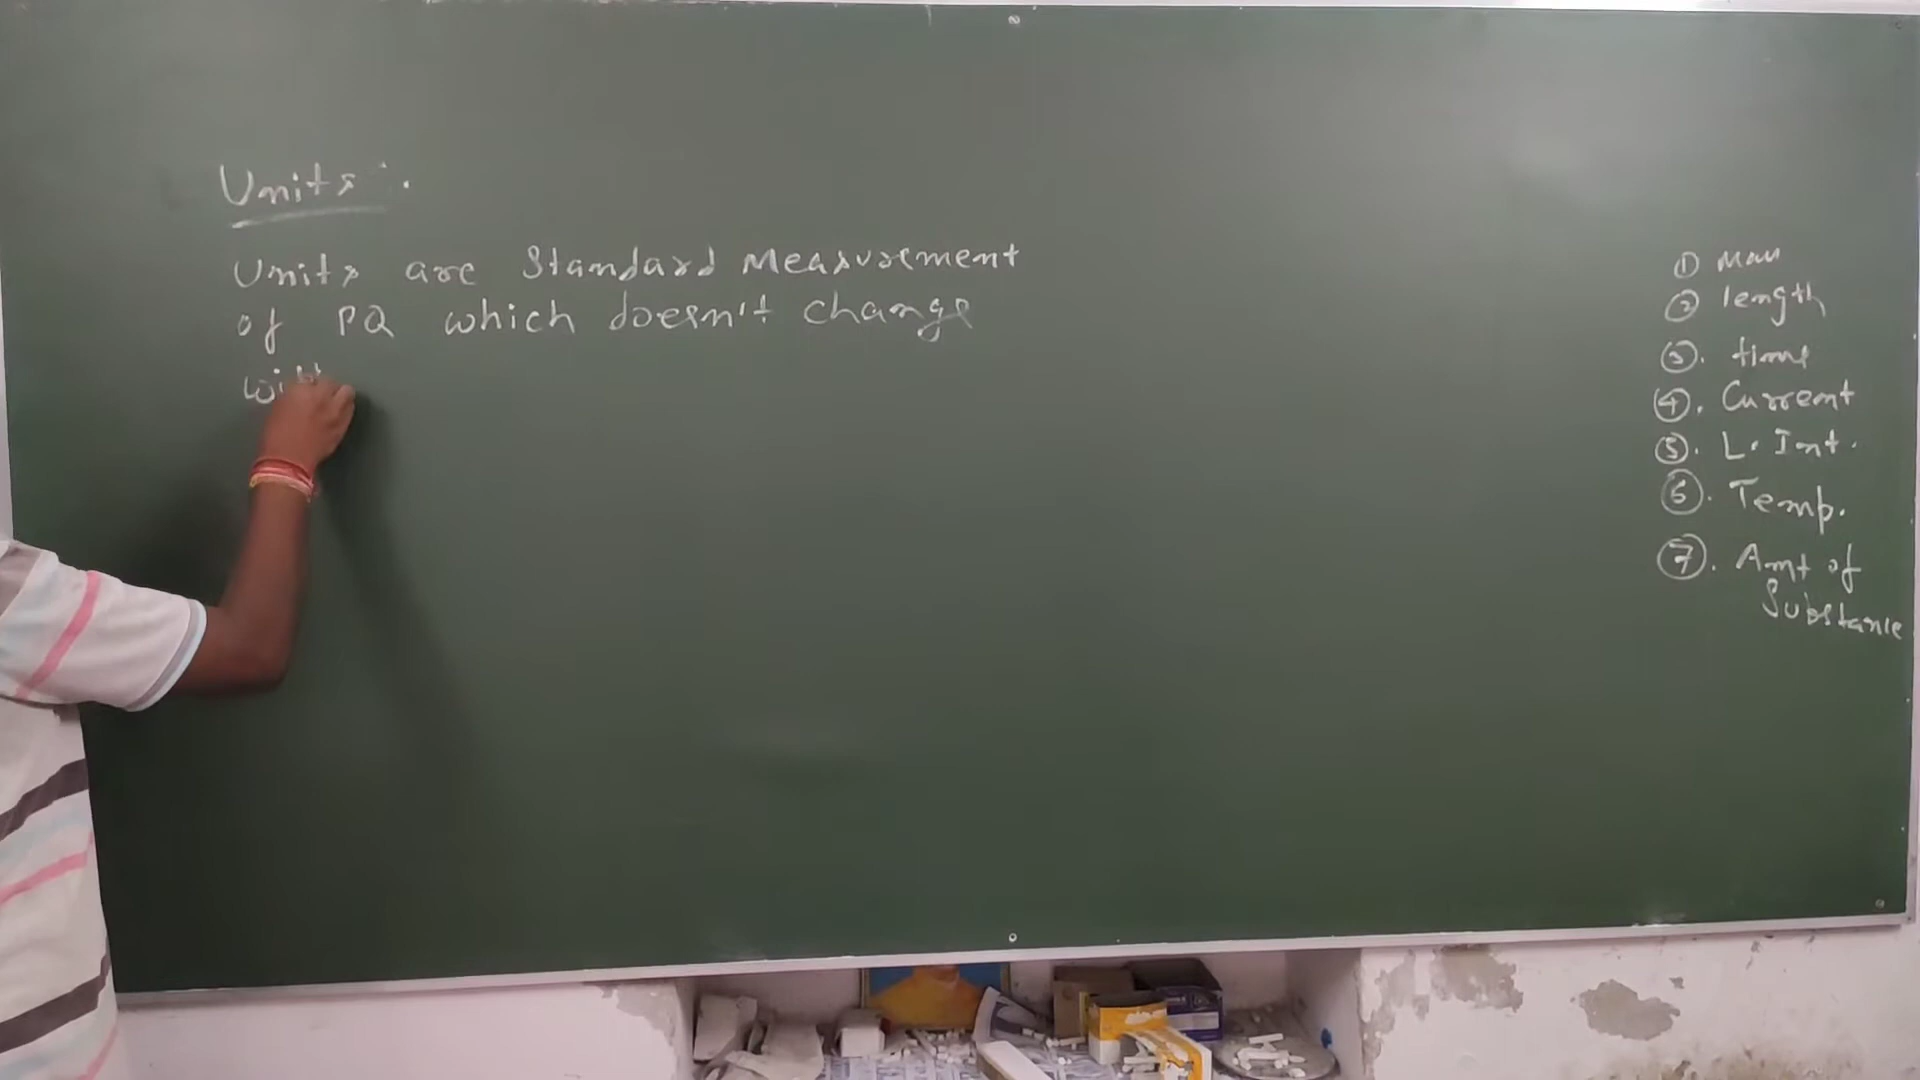 Units :
Units are Standard Measurement
of PQ which doesn't change
with
① Mass
② length
③. time
④. Current
⑤. L. Int.
⑥. Temp.
⑦. Amt of
Substance